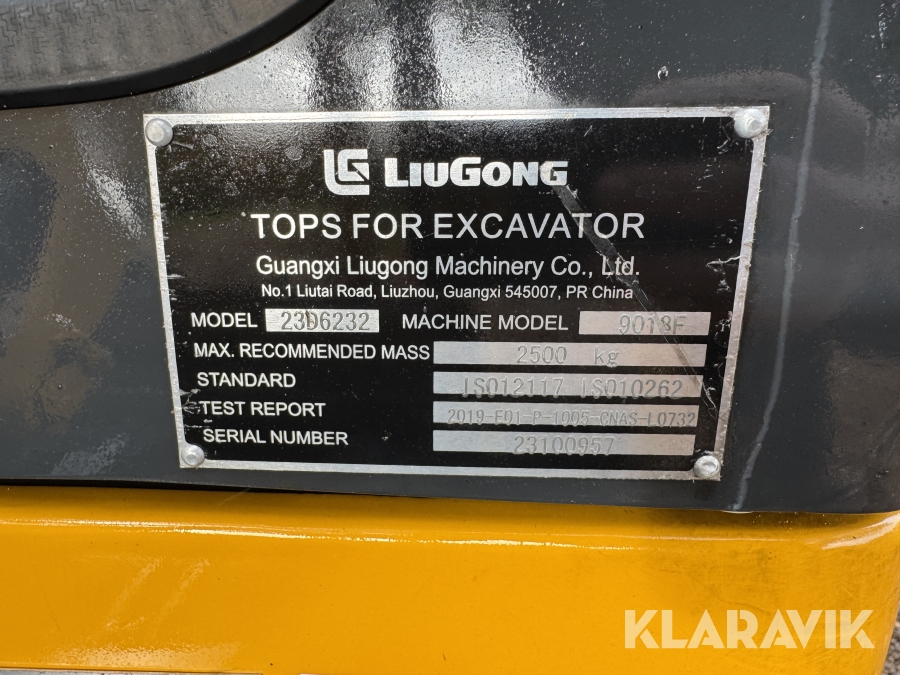 LG LIUGONG
TOPS FOR EXCAVATOR
Guangxi Liugong Machinery Co., Ltd.
No.1 Liutai Road, Liuzhou, Guangxi 545007, PR China
MODEL 23D6232 MACHINE MODEL 9018F
MAX. RECOMMENDED MASS 2500 kg
STANDARD ISO12117 ISO10262
TEST REPORT 2019-E01-P-1005-CNAS-L0732
SERIAL NUMBER 23100957
KLARAVIK